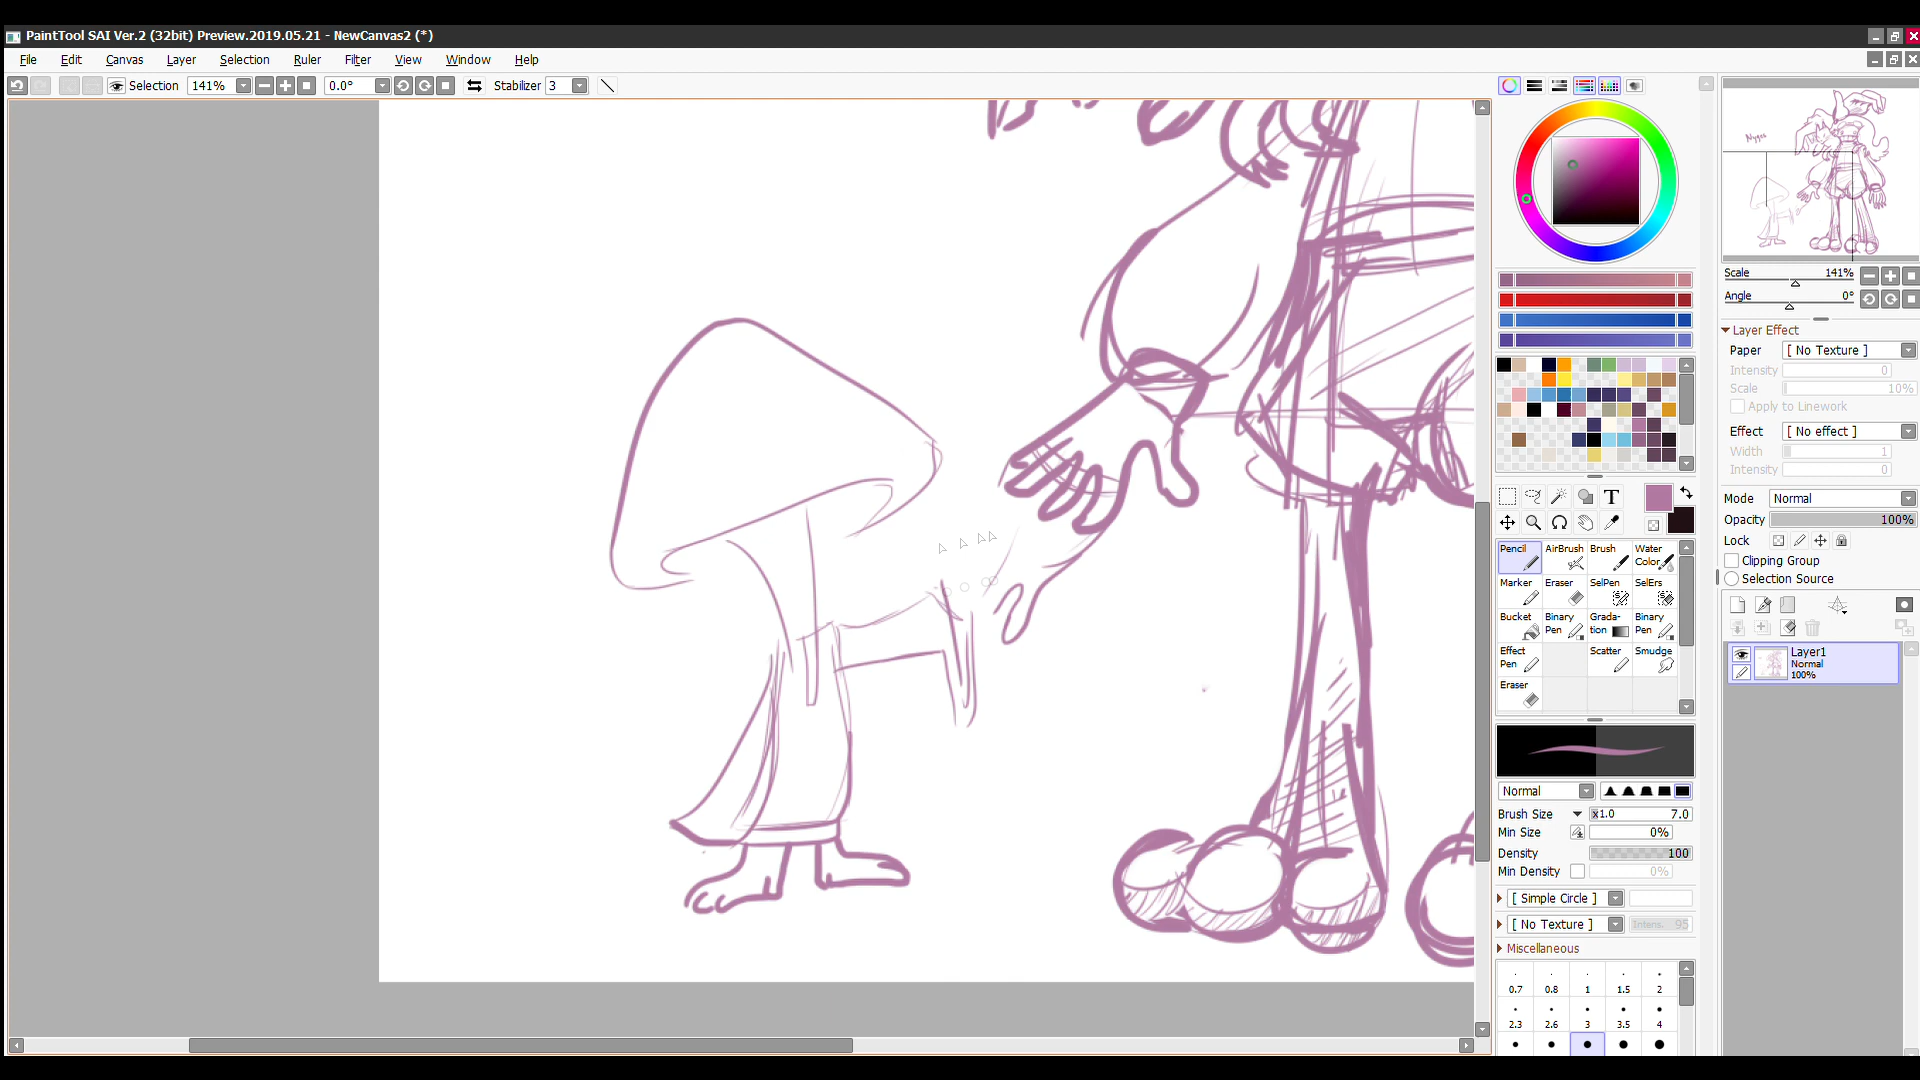 PaintTool SAI Ver.2 (32bit) Preview.2019.05.21 - NewCanvas2 (*)
File Edit Canvas Layer Selection Ruler Filter View Window Help
Selection 141% 0.0° Stabilizer 3
Scale 141%
Angle 0°
Layer Effect
Paper [ No Texture ]
Intensity 0
Scale 10%
Apply to Linework
Effect [ No effect ]
Width 1
Intensity 0
Mode Normal
Opacity 100%
Lock
Clipping Group
Selection Source
Layer1
Normal
100%
T
Pencil AirBrush Brush Water Color
Marker Eraser SelPen SelErs
Bucket Binary Pen Grada-tion Binary Pen
Effect Pen Scatter Smudge
Eraser
Normal
Brush Size x1.0 7.0
Min Size 0%
Density 100
Min Density 0%
[ Simple Circle ]
[ No Texture ] Intens. 95
Miscellaneous
0.7 0.8 1 1.5 2
2.3 2.6 3 3.5 4